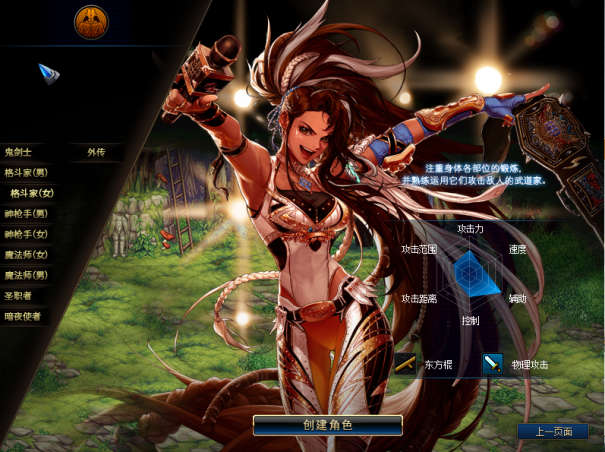 鬼剑士
外传
格斗家(男)
格斗家(女)
神枪手(男)
神枪手(女)
魔法师(女)
魔法师(男)
圣职者
暗夜使者
注重身体各部位的锻炼,
并熟练运用它们攻击敌人的武道家。
攻击力
攻击范围
速度
攻击距离
辅助
控制
东方棍
物理攻击
创建角色
上一页面